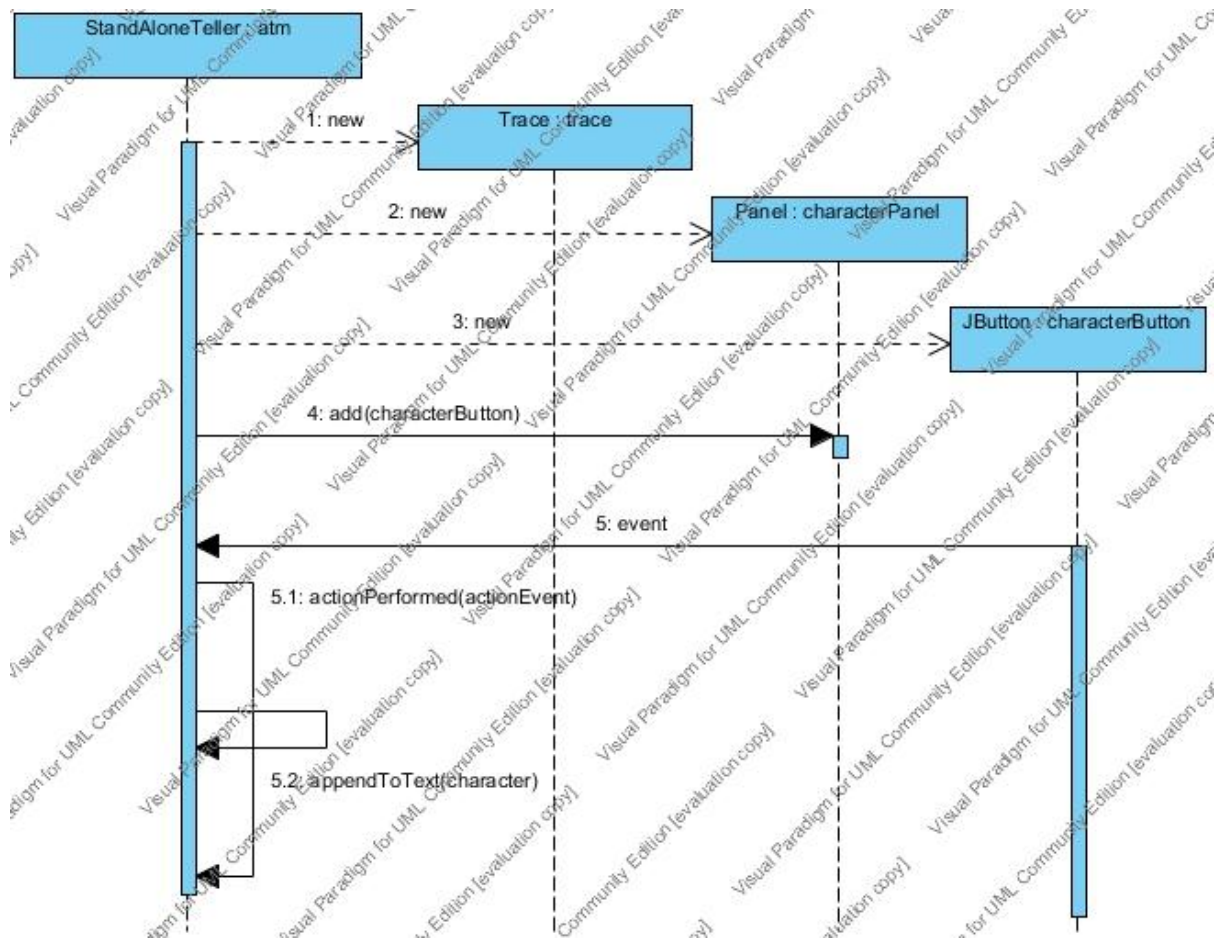 StandAloneTeller : atm
1: new
Trace : trace
2: new
Panel : characterPanel
3: new
JButton : characterButton
4: add(characterButton)
5: event
5.1: actionPerformed(actionEvent)
5.2: appendToText(character)
Visual Paradigm for UML Community Edition [evaluation copy]